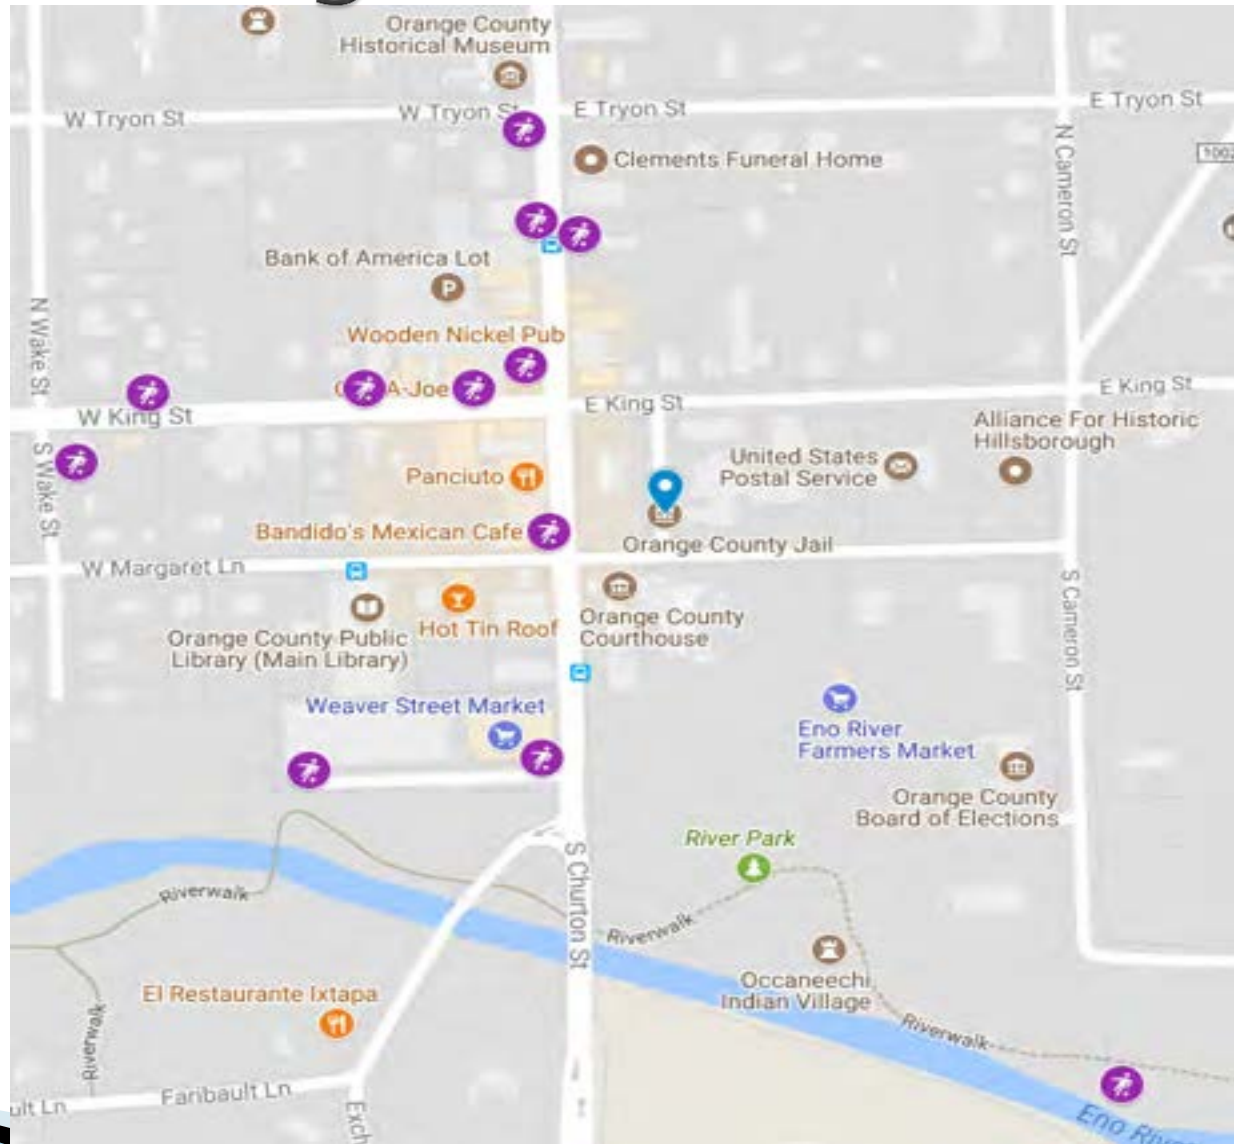 Orange County
Historical Museum
W Tryon St
W Tryon St
E Tryon St
E Tryon St
Clements Funeral Home
N Cameron St
Bank of America Lot
P
N Wake St
Wooden Nickel Pub
A-Joe
W King St
E King St
E King St
Alliance For Historic
Hillsborough
S Wake St
Panciuto
United States
Postal Service
Bandido's Mexican Cafe
Orange County Jail
W Margaret Ln
Orange County Public
Library (Main Library)
Hot Tin Roof
Orange County
Courthouse
S Cameron St
Weaver Street Market
Eno River
Farmers Market
Orange County
Board of Elections
River Park
S Churton St
Riverwalk
Riverwalk
Occaneechi
Indian Village
El Restaurante Ixtapa
Riverwalk
Riverwalk
Faribault Ln
ult Ln
Exch
Eno